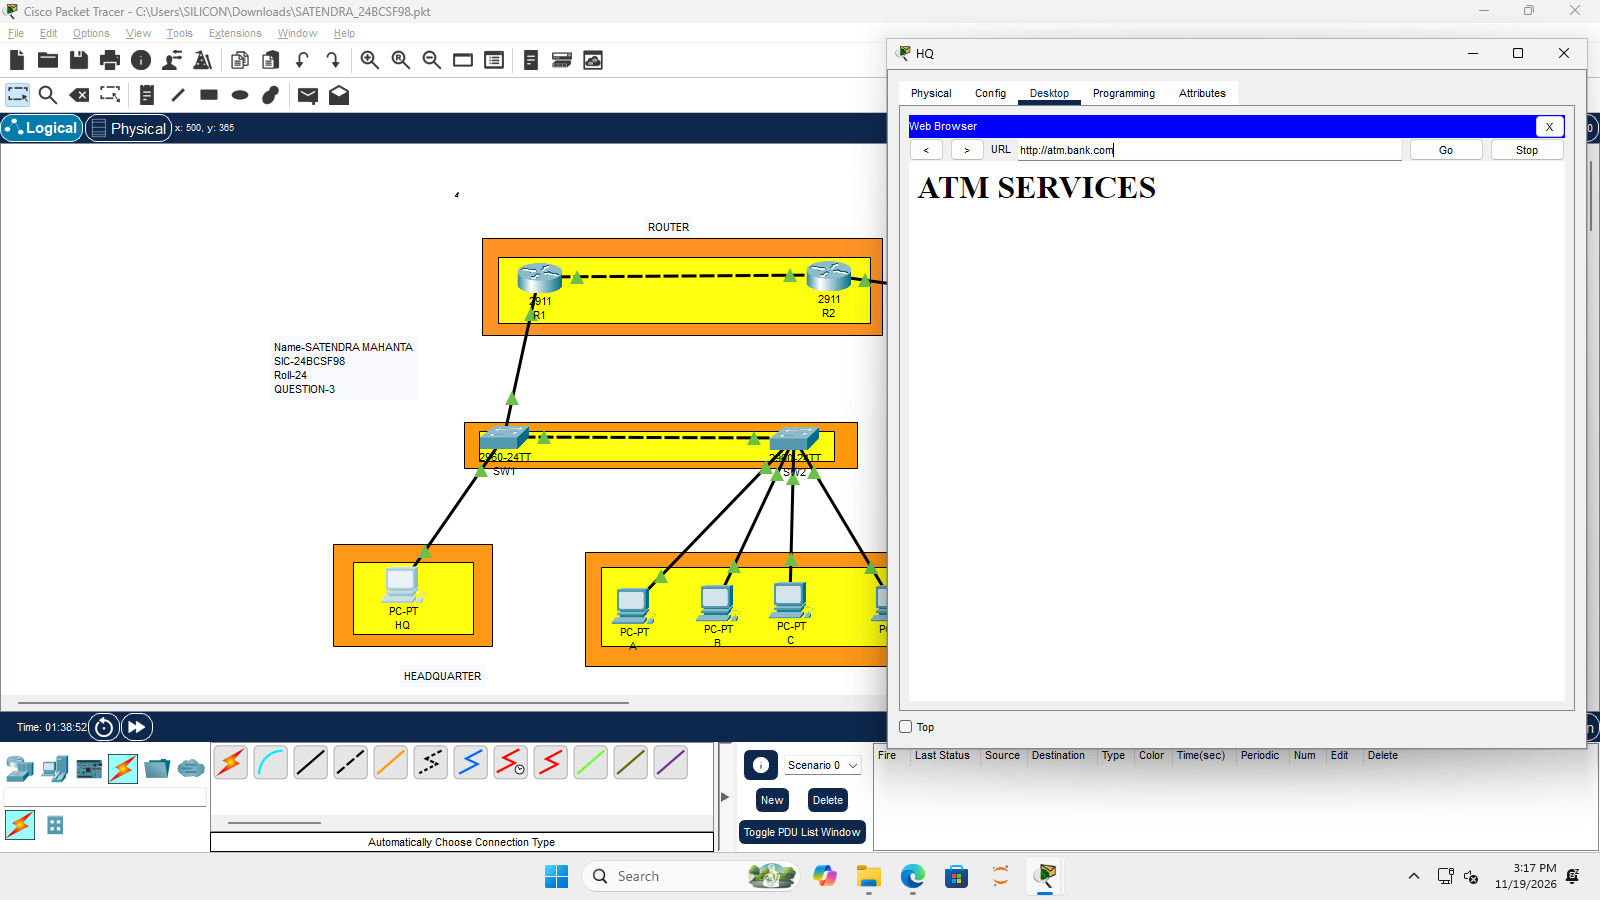 Cisco Packet Tracer - C:\Users\SILICON\Downloads\SATENDRA_24BCSF98.pkt
File Edit Options View Tools Extensions Window Help
Logical Physical x: 500, y: 365
ROUTER
2911
R1
2911
R2
Name-SATENDRA MAHANTA
SIC-24BCSF98
Roll-24
QUESTION-3
2960-24TT
SW1
2960-24TT
SW2
PC-PT
HQ
HEADQUARTER
PC-PT
A
PC-PT
B
PC-PT
C
HQ
Physical Config Desktop Programming Attributes
Web Browser X
< > URL http://atm.bank.com Go Stop
ATM SERVICES
Top
Time: 01:38:52
Automatically Choose Connection Type
Scenario 0
New Delete
Toggle PDU List Window
Fire Last Status Source Destination Type Color Time(sec) Periodic Num Edit Delete
Search
3:17 PM
11/19/2026